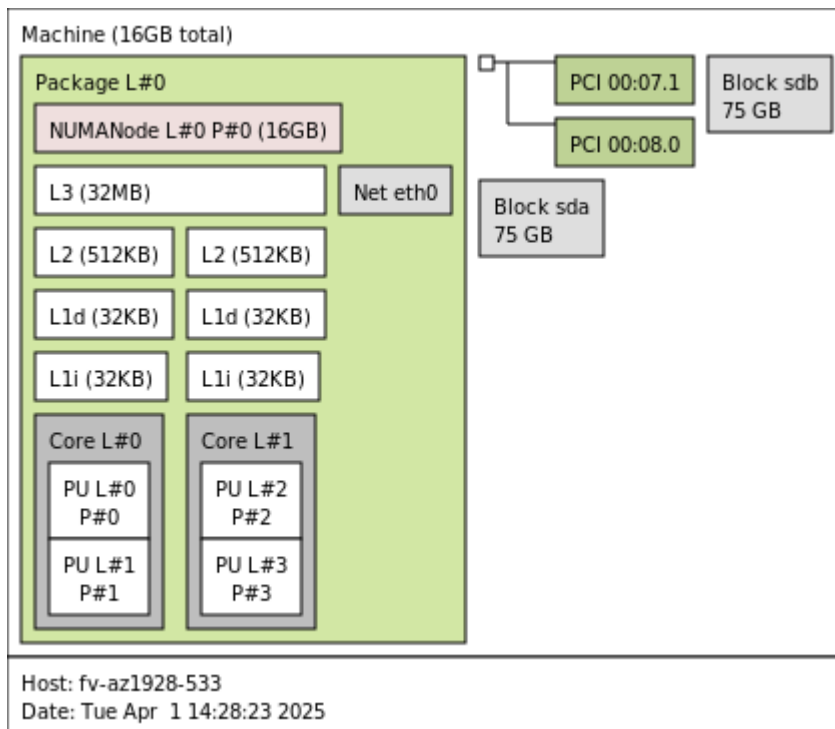 Machine (16GB total)
Package L#0
NUMANode L#0 P#0 (16GB)
L3 (32MB)
Net eth0
L2 (512KB)
L2 (512KB)
L1d (32KB)
L1d (32KB)
L1i (32KB)
L1i (32KB)
Core L#0
PU L#0
P#0
PU L#1
P#1
Core L#1
PU L#2
P#2
PU L#3
P#3
PCI 00:07.1
PCI 00:08.0
Block sdb
75 GB
Block sda
75 GB
Host: fv-az1928-533
Date: Tue Apr  1 14:28:23 2025